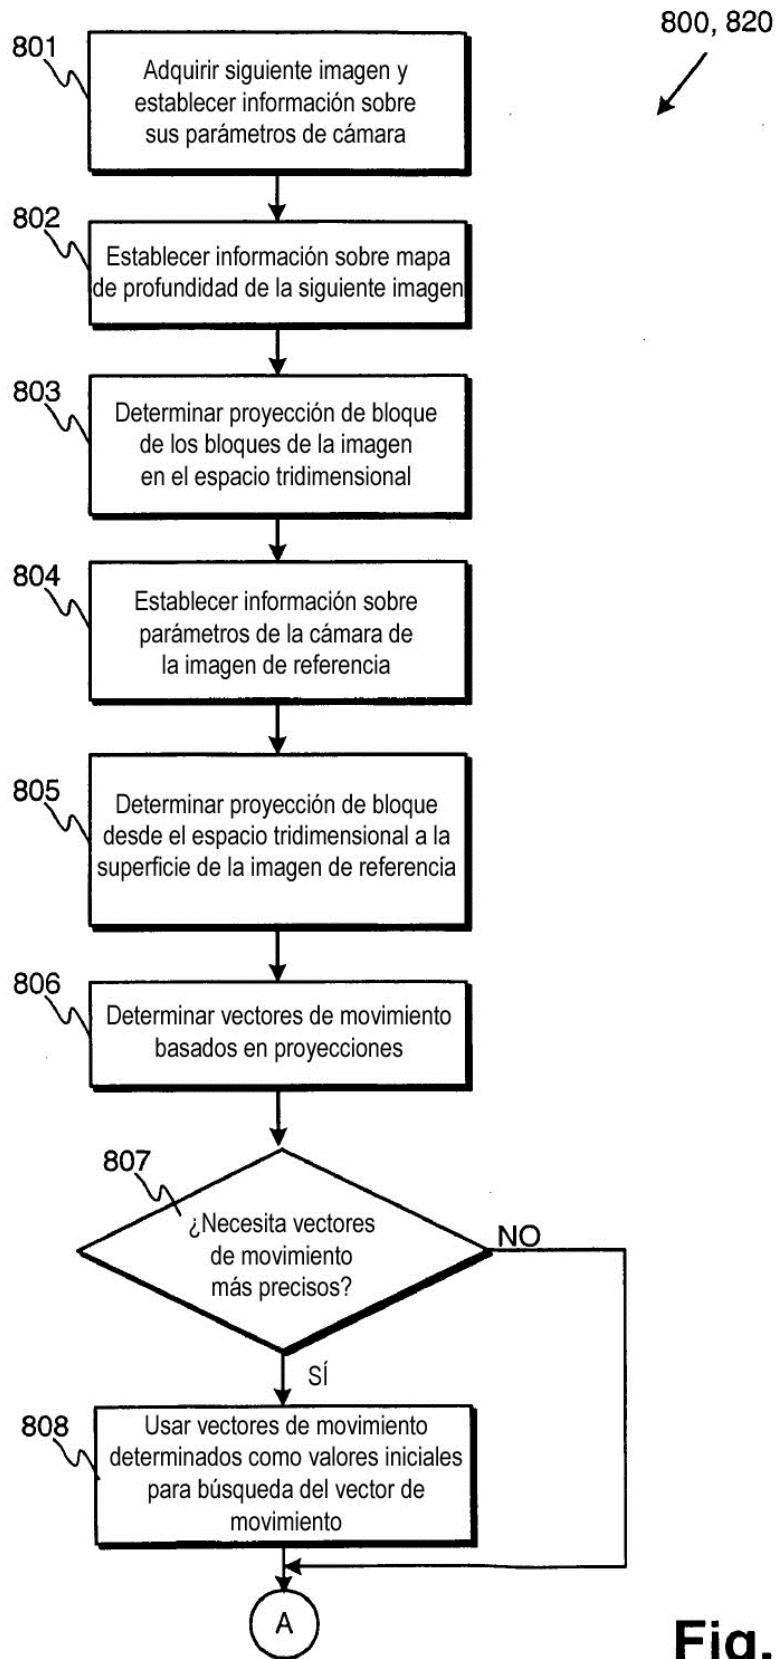 800, 820
801
Adquirir siguiente imagen y
establecer información sobre
sus parámetros de cámara
802
Establecer información sobre mapa
de profundidad de la siguiente imagen
803
Determinar proyección de bloque
de los bloques de la imagen
en el espacio tridimensional
804
Establecer información sobre
parámetros de la cámara de
la imagen de referencia
805
Determinar proyección de bloque
desde el espacio tridimensional a la
superficie de la imagen de referencia
806
Determinar vectores de movimiento
basados en proyecciones
807
¿Necesita vectores
de movimiento
más precisos?
NO
SÍ
808
Usar vectores de movimiento
determinados como valores iniciales
para búsqueda del vector de
movimiento
A
Fig.